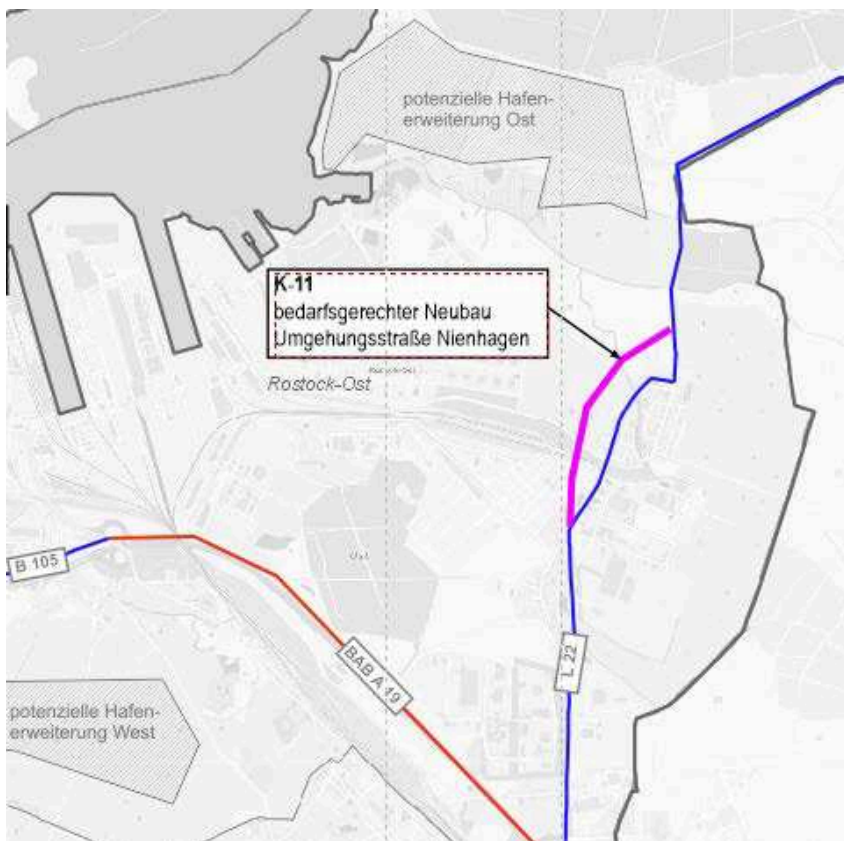 potenzielle Hafen-
erweiterung Ost
K-11
bedarfsgerechter Neubau
Umgehungsstraße Nienhagen
Rostock-Ost
B 105
BAB A 19
L 22
potenzielle Hafen-
erweiterung West